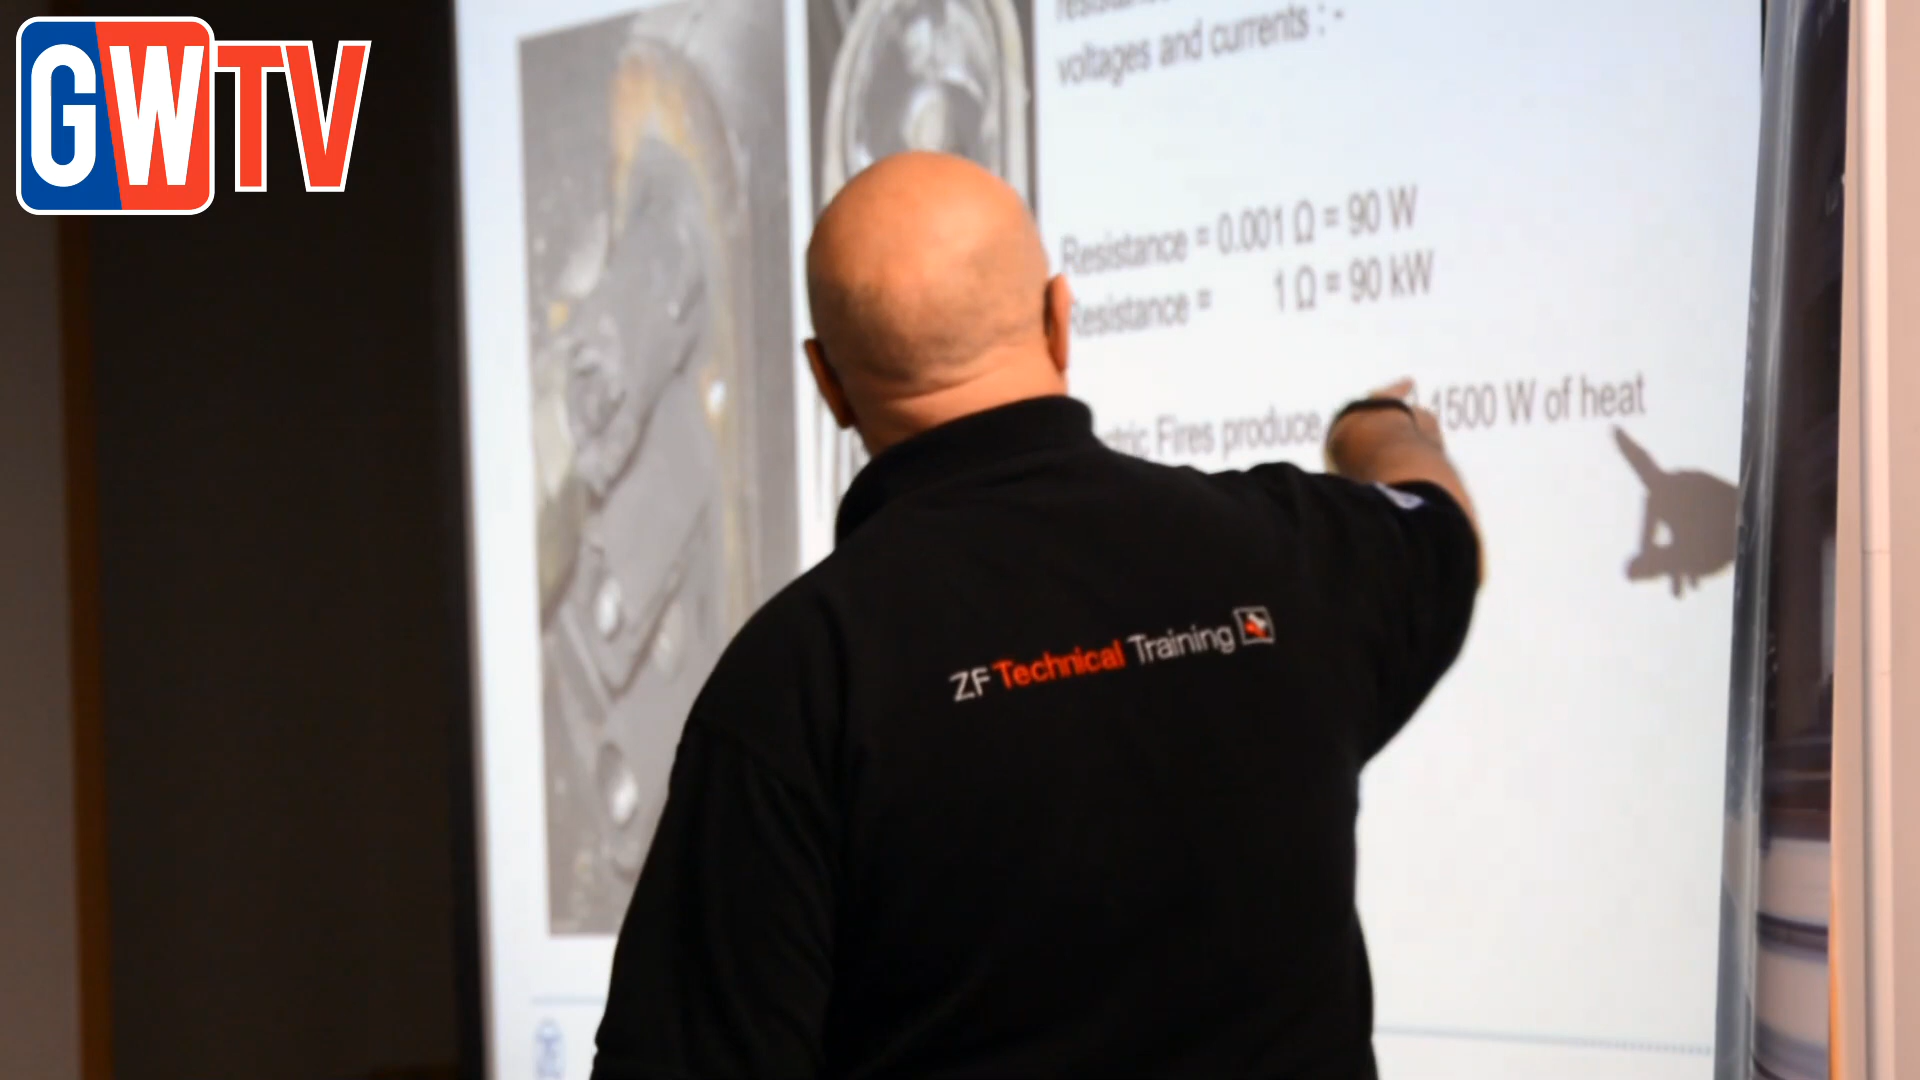 GWTV
voltages and currents : -
Resistance = 0.001 Ω = 90 W
Resistance = 1 Ω = 90 kW
Fires produce 1500 W of heat
ZF Technical Training